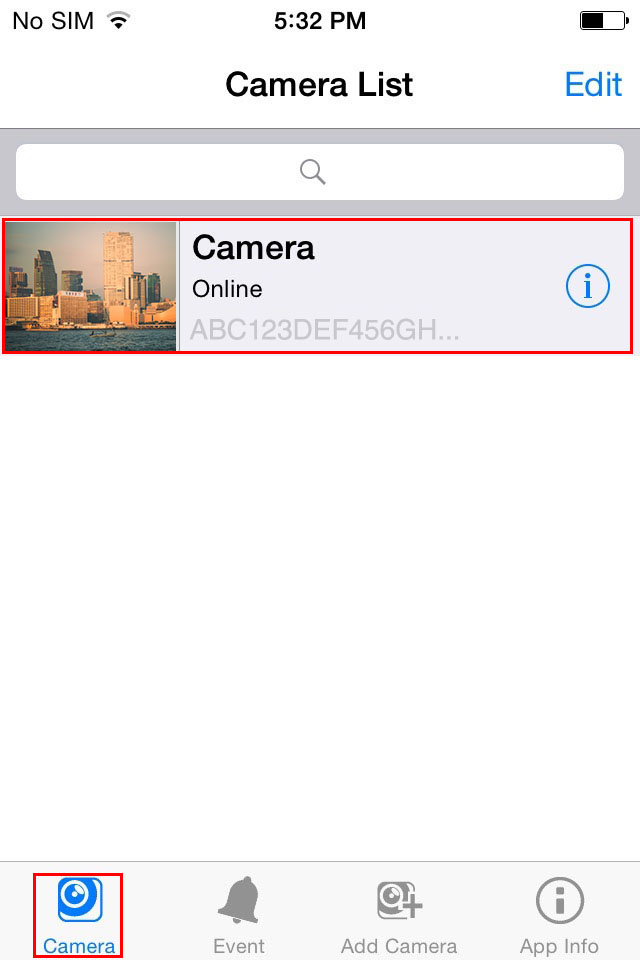 No SIM 5:32 PM
Camera List Edit
Camera
Online
ABC123DEF456GH...
Camera Event Add Camera App Info